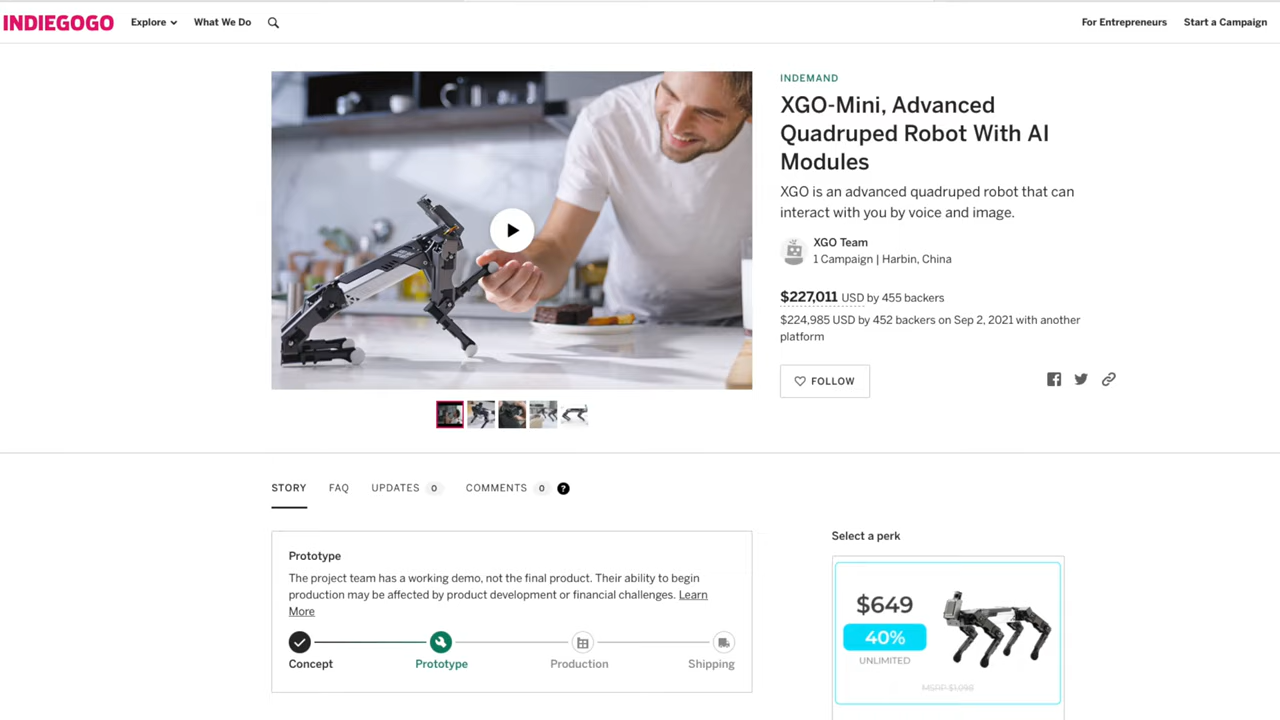 INDIEGOGO
Explore
What We Do
For Entrepreneurs
Start a Campaign
INDEMAND
XGO-Mini, Advanced
Quadruped Robot With AI
Modules
XGO is an advanced quadruped robot that can
interact with you by voice and image.
XGO Team
1 Campaign | Harbin, China
$227,011 USD by 455 backers
$224,985 USD by 452 backers on Sep 2, 2021 with another
platform
FOLLOW
STORY
FAQ
UPDATES 0
COMMENTS 0 ?
Prototype
The project team has a working demo, not the final product. Their ability to begin
production may be affected by product development or financial challenges. Learn
More
Concept
Prototype
Production
Shipping
Select a perk
$649
40%
UNLIMITED
MSRP $1,098